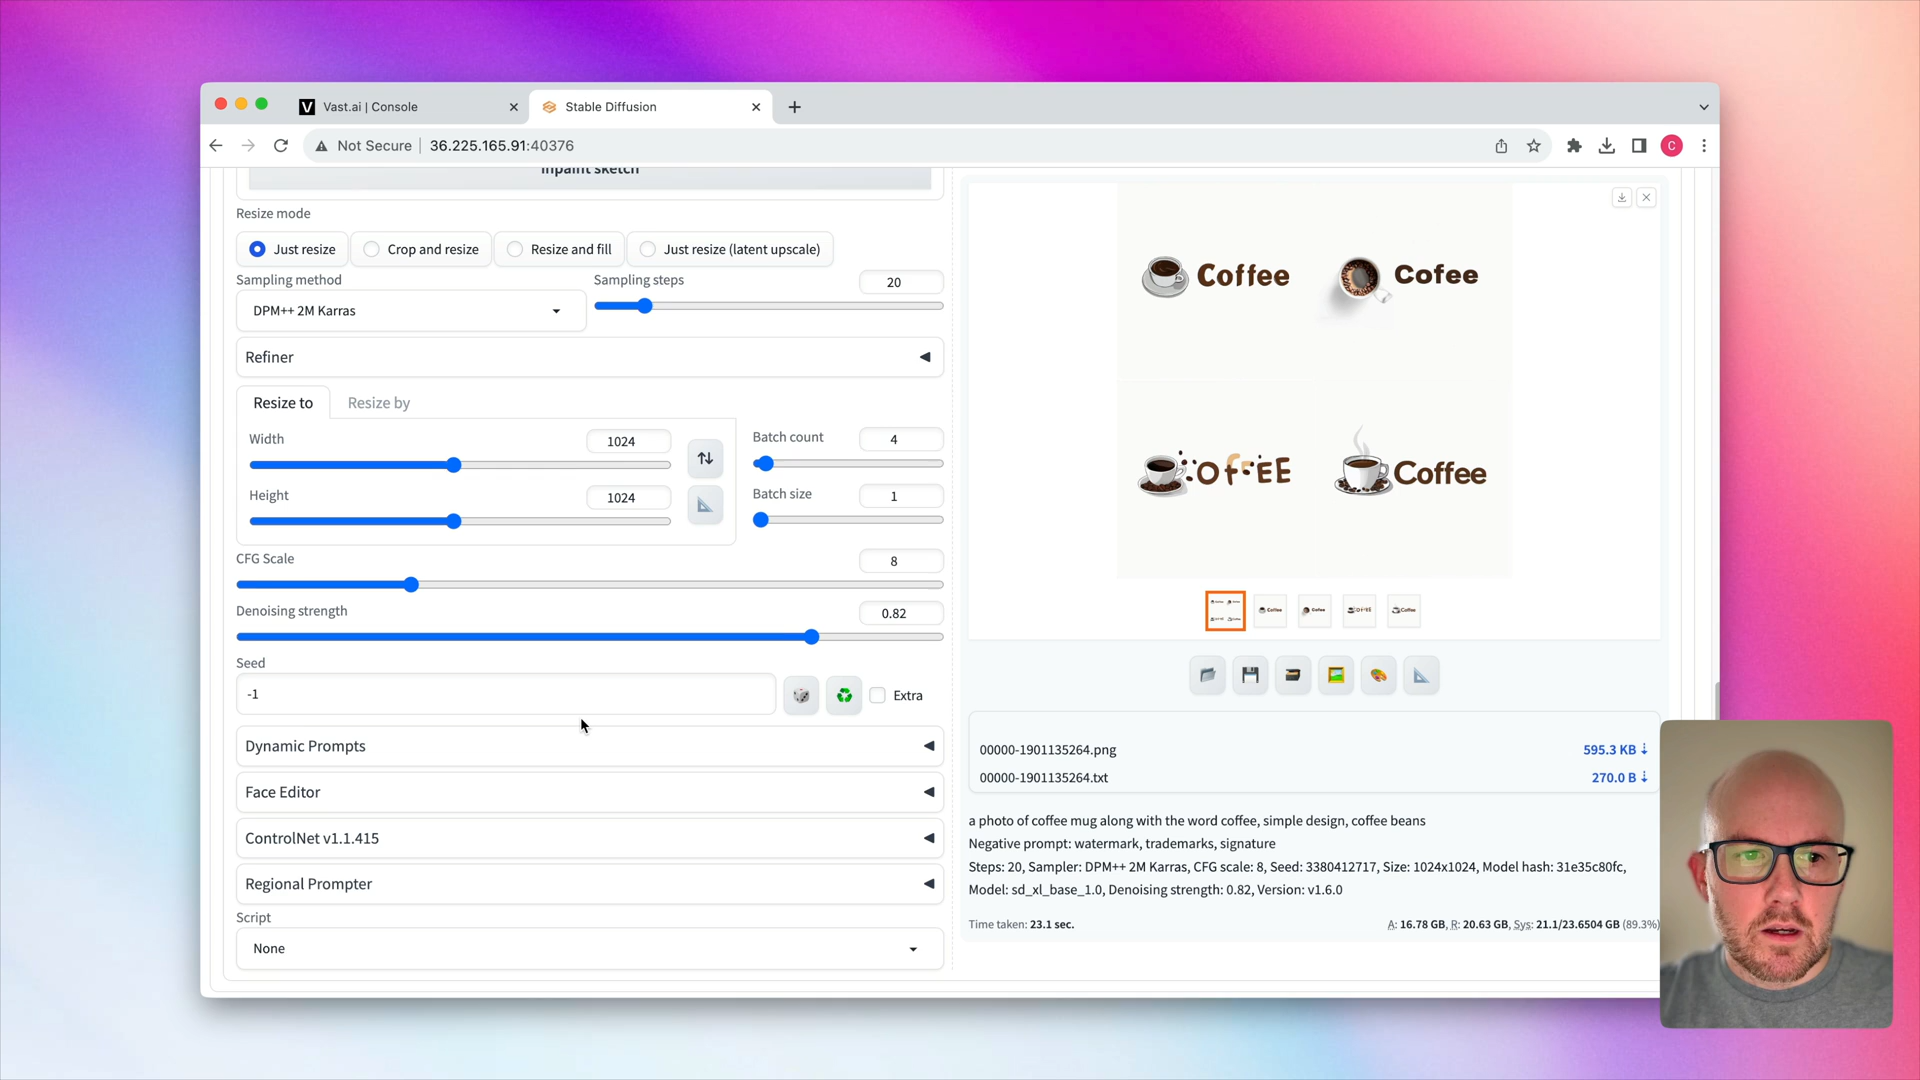 Vast.ai | Console
Stable Diffusion
Not Secure
36.225.165.91:40376
C
Inpaint sketch
Resize mode
Just resize
Crop and resize
Resize and fill
Just resize (latent upscale)
Sampling method
Sampling steps
20
DPM++ 2M Karras
Refiner
Resize to
Resize by
Width
1024
Batch count
4
Height
1024
Batch size
1
CFG Scale
8
Denoising strength
0.82
Seed
-1
Extra
Dynamic Prompts
Face Editor
ControlNet v1.1.415
Regional Prompter
Script
None
Coffee
Cofee
OfFEE
Coffee
00000-1901135264.png
595.3 KB ⇣
00000-1901135264.txt
270.0 B ⇣
a photo of coffee mug along with the word coffee, simple design, coffee beans
Negative prompt: watermark, trademarks, signature
Steps: 20, Sampler: DPM++ 2M Karras, CFG scale: 8, Seed: 3380412717, Size: 1024x1024, Model hash: 31e35c80fc,
Model: sd_xl_base_1.0, Denoising strength: 0.82, Version: v1.6.0
Time taken: 23.1 sec.
A: 16.78 GB, R: 20.63 GB, Sys: 21.1/23.6504 GB (89.3%)